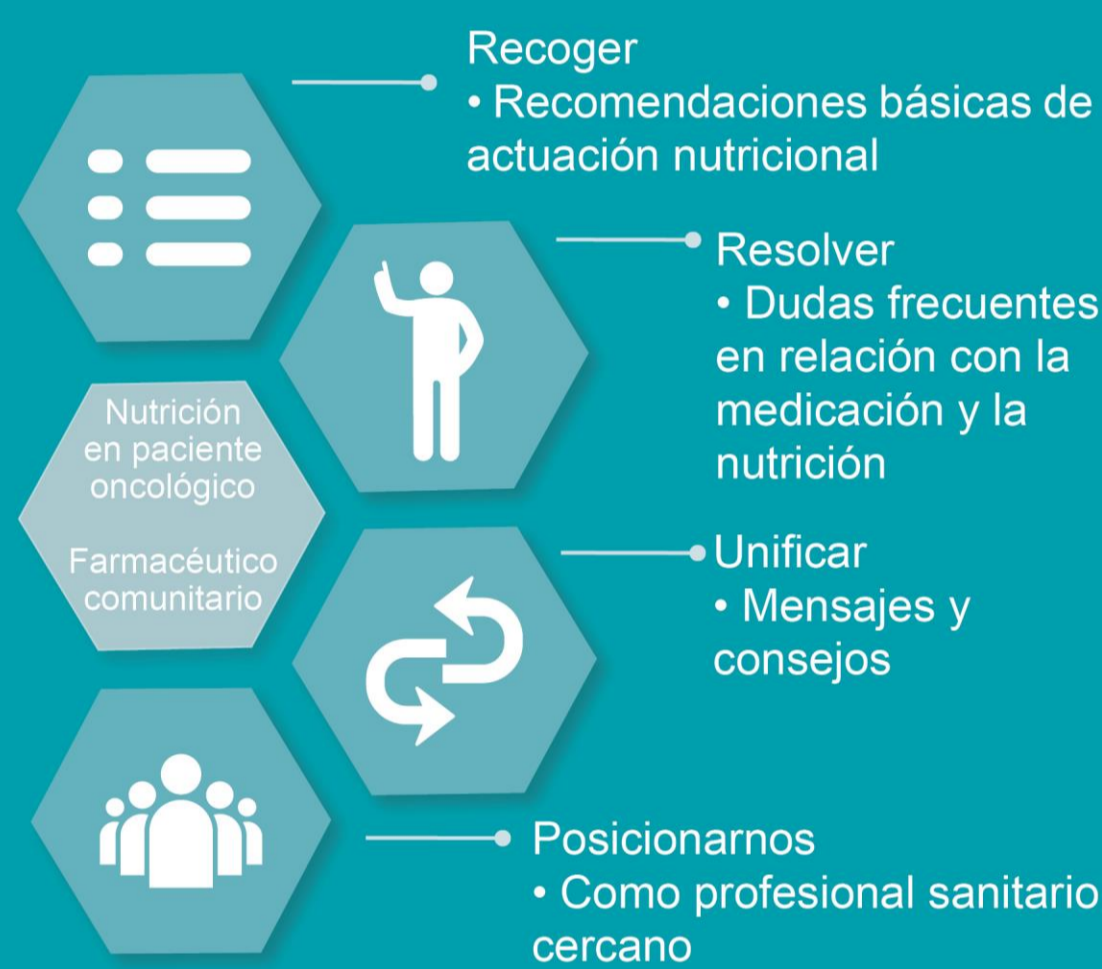 Recoger
• Recomendaciones básicas de
actuación nutricional
Resolver
• Dudas frecuentes
en relación con la
medicación y la
nutrición
Nutrición
en paciente
oncológico
Farmacéutico
comunitario
Unificar
• Mensajes y
consejos
Posicionarnos
• Como profesional sanitario
cercano